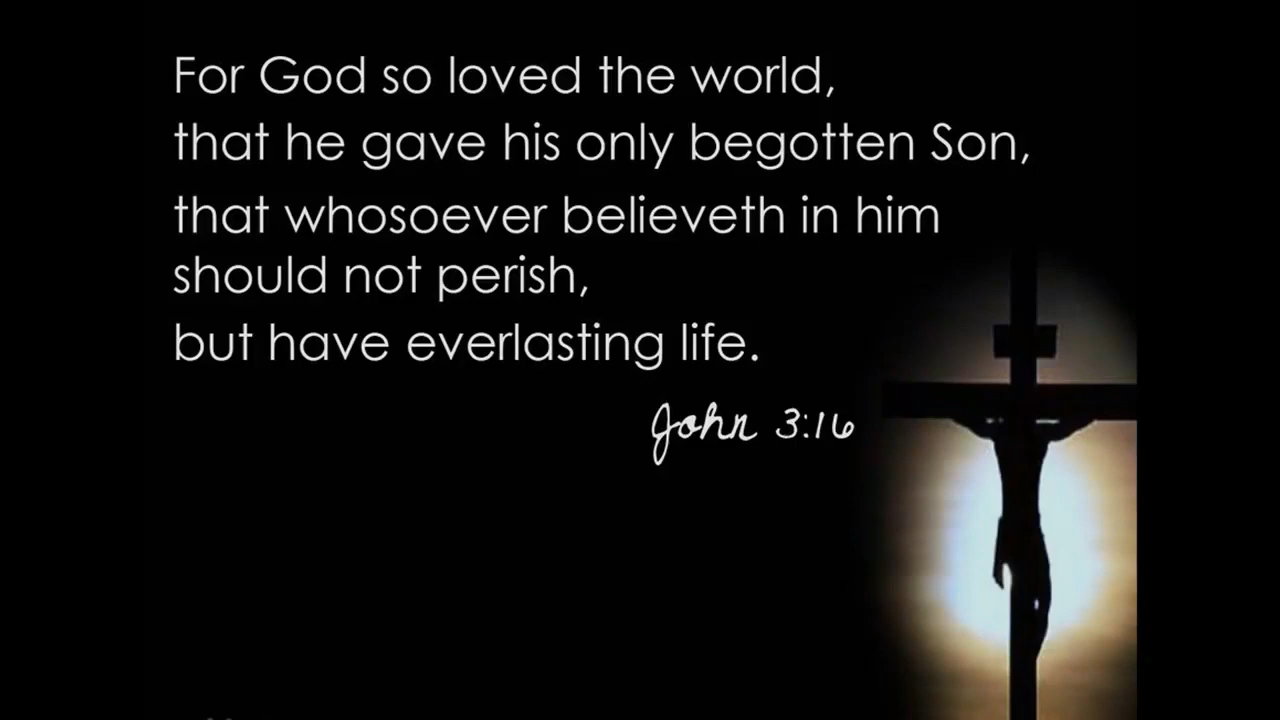 For God so loved the world,
that he gave his only begotten Son,
that whosoever believeth in him
should not perish,
but have everlasting life.
John 3:16